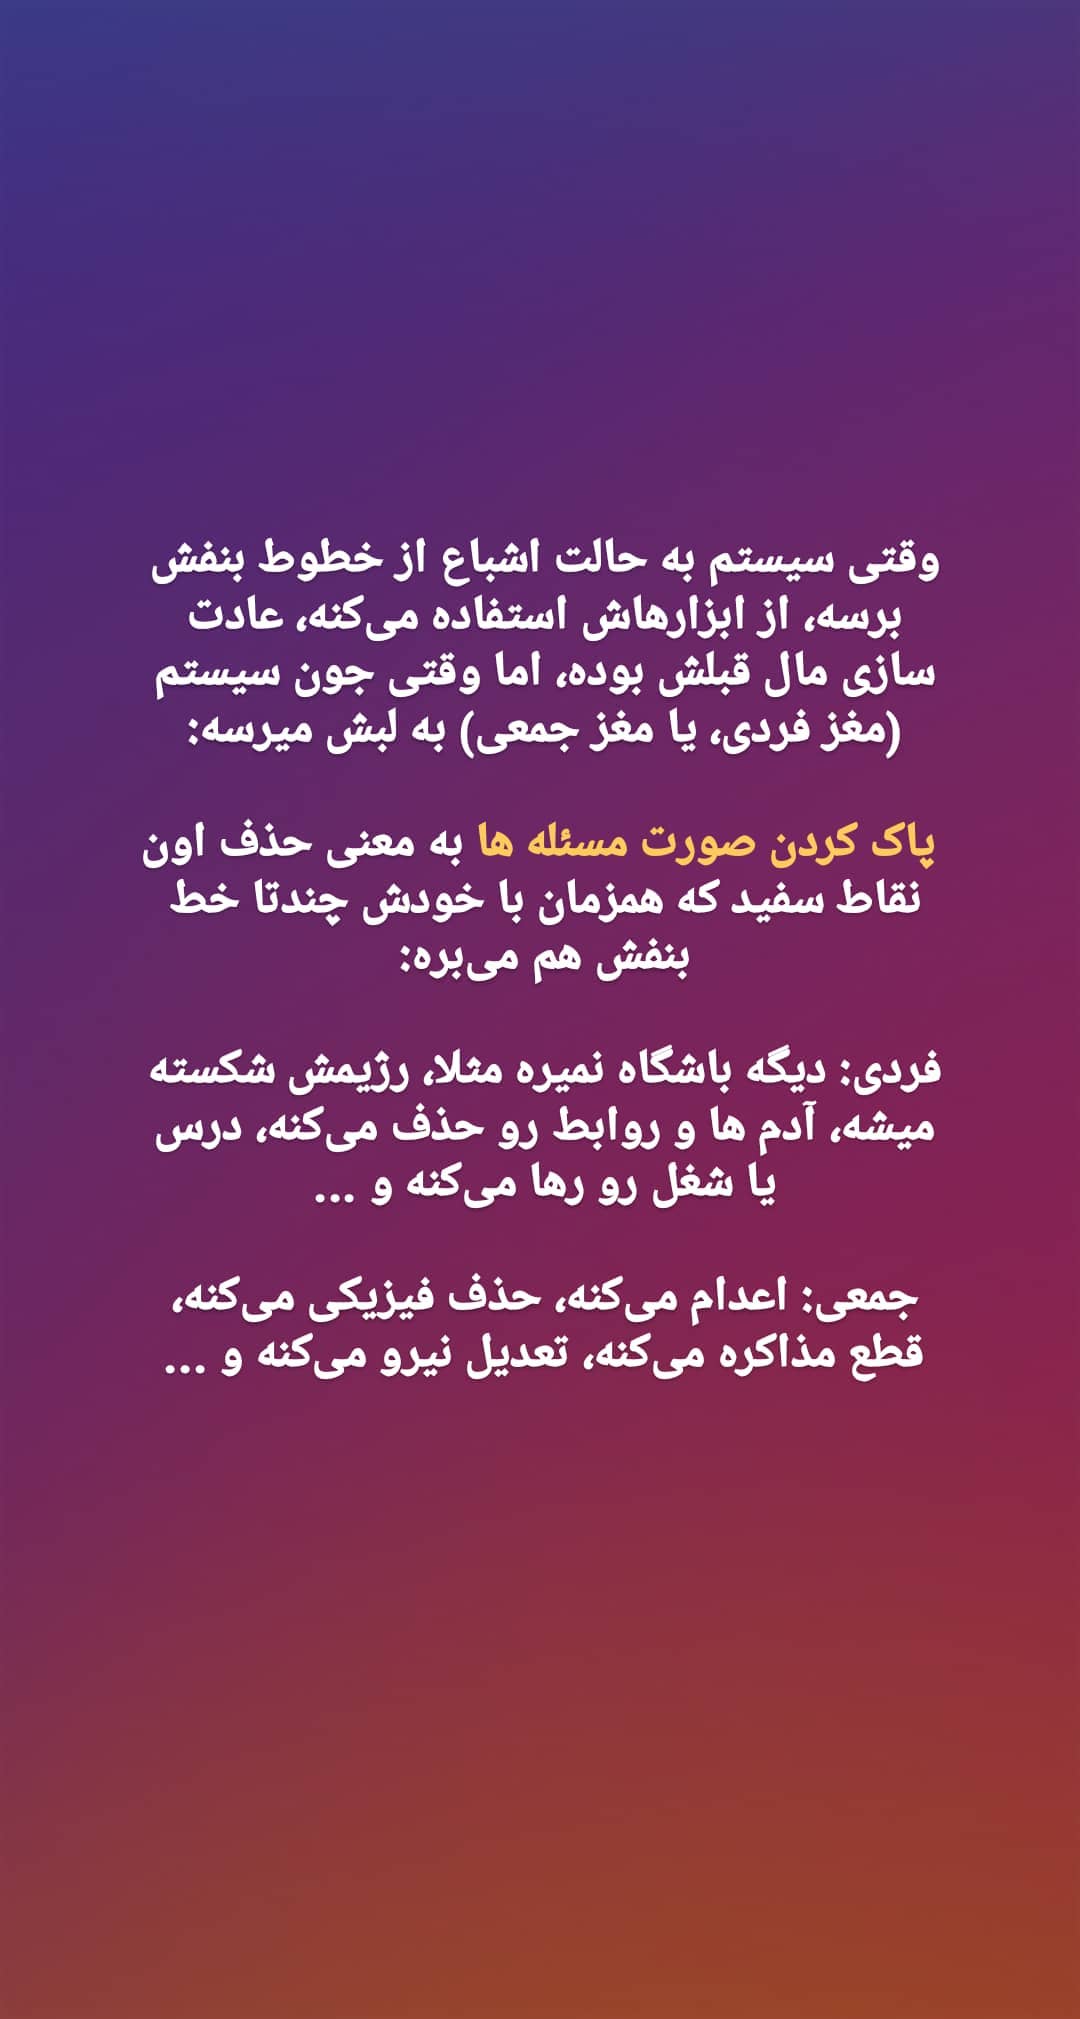 وقتی سیستم به حالت اشباع از خطوط بنفش
برسه، از ابزارهاش استفاده می‌کنه، عادت
سازی مال قبلش بوده، اما وقتی جون سیستم
(مغز فردی، یا مغز جمعی) به لبش میرسه:
پاک کردن صورت مسئله ها به معنی حذف اون
نقاط سفید که همزمان با خودش چندتا خط
بنفش هم می‌بره:
فردی: دیگه باشگاه نمیره مثلا، رژیمش شکسته
میشه، آدم ها و روابط رو حذف می‌کنه، درس
یا شغل رو رها می‌کنه و ...
جمعی: اعدام می‌کنه، حذف فیزیکی می‌کنه،
قطع مذاکره می‌کنه، تعدیل نیرو می‌کنه و ...